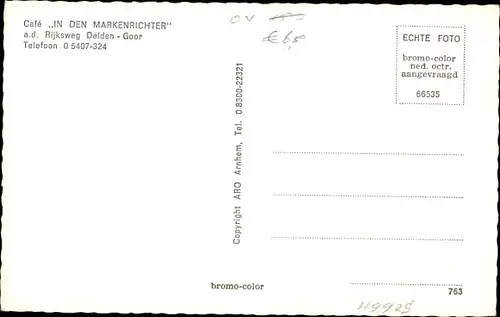 Café „IN DEN MARKENRICHTER"
a.d. Rijksweg Delden - Goor
Telefoon 0 5407-324
OV
€6,50
ECHTE FOTO
bromo-color
ned. octr.
aangevraagd
66535
Copyright ARO Arnhem, Tel. 0 8300-22321
bromo-color
763
H9925